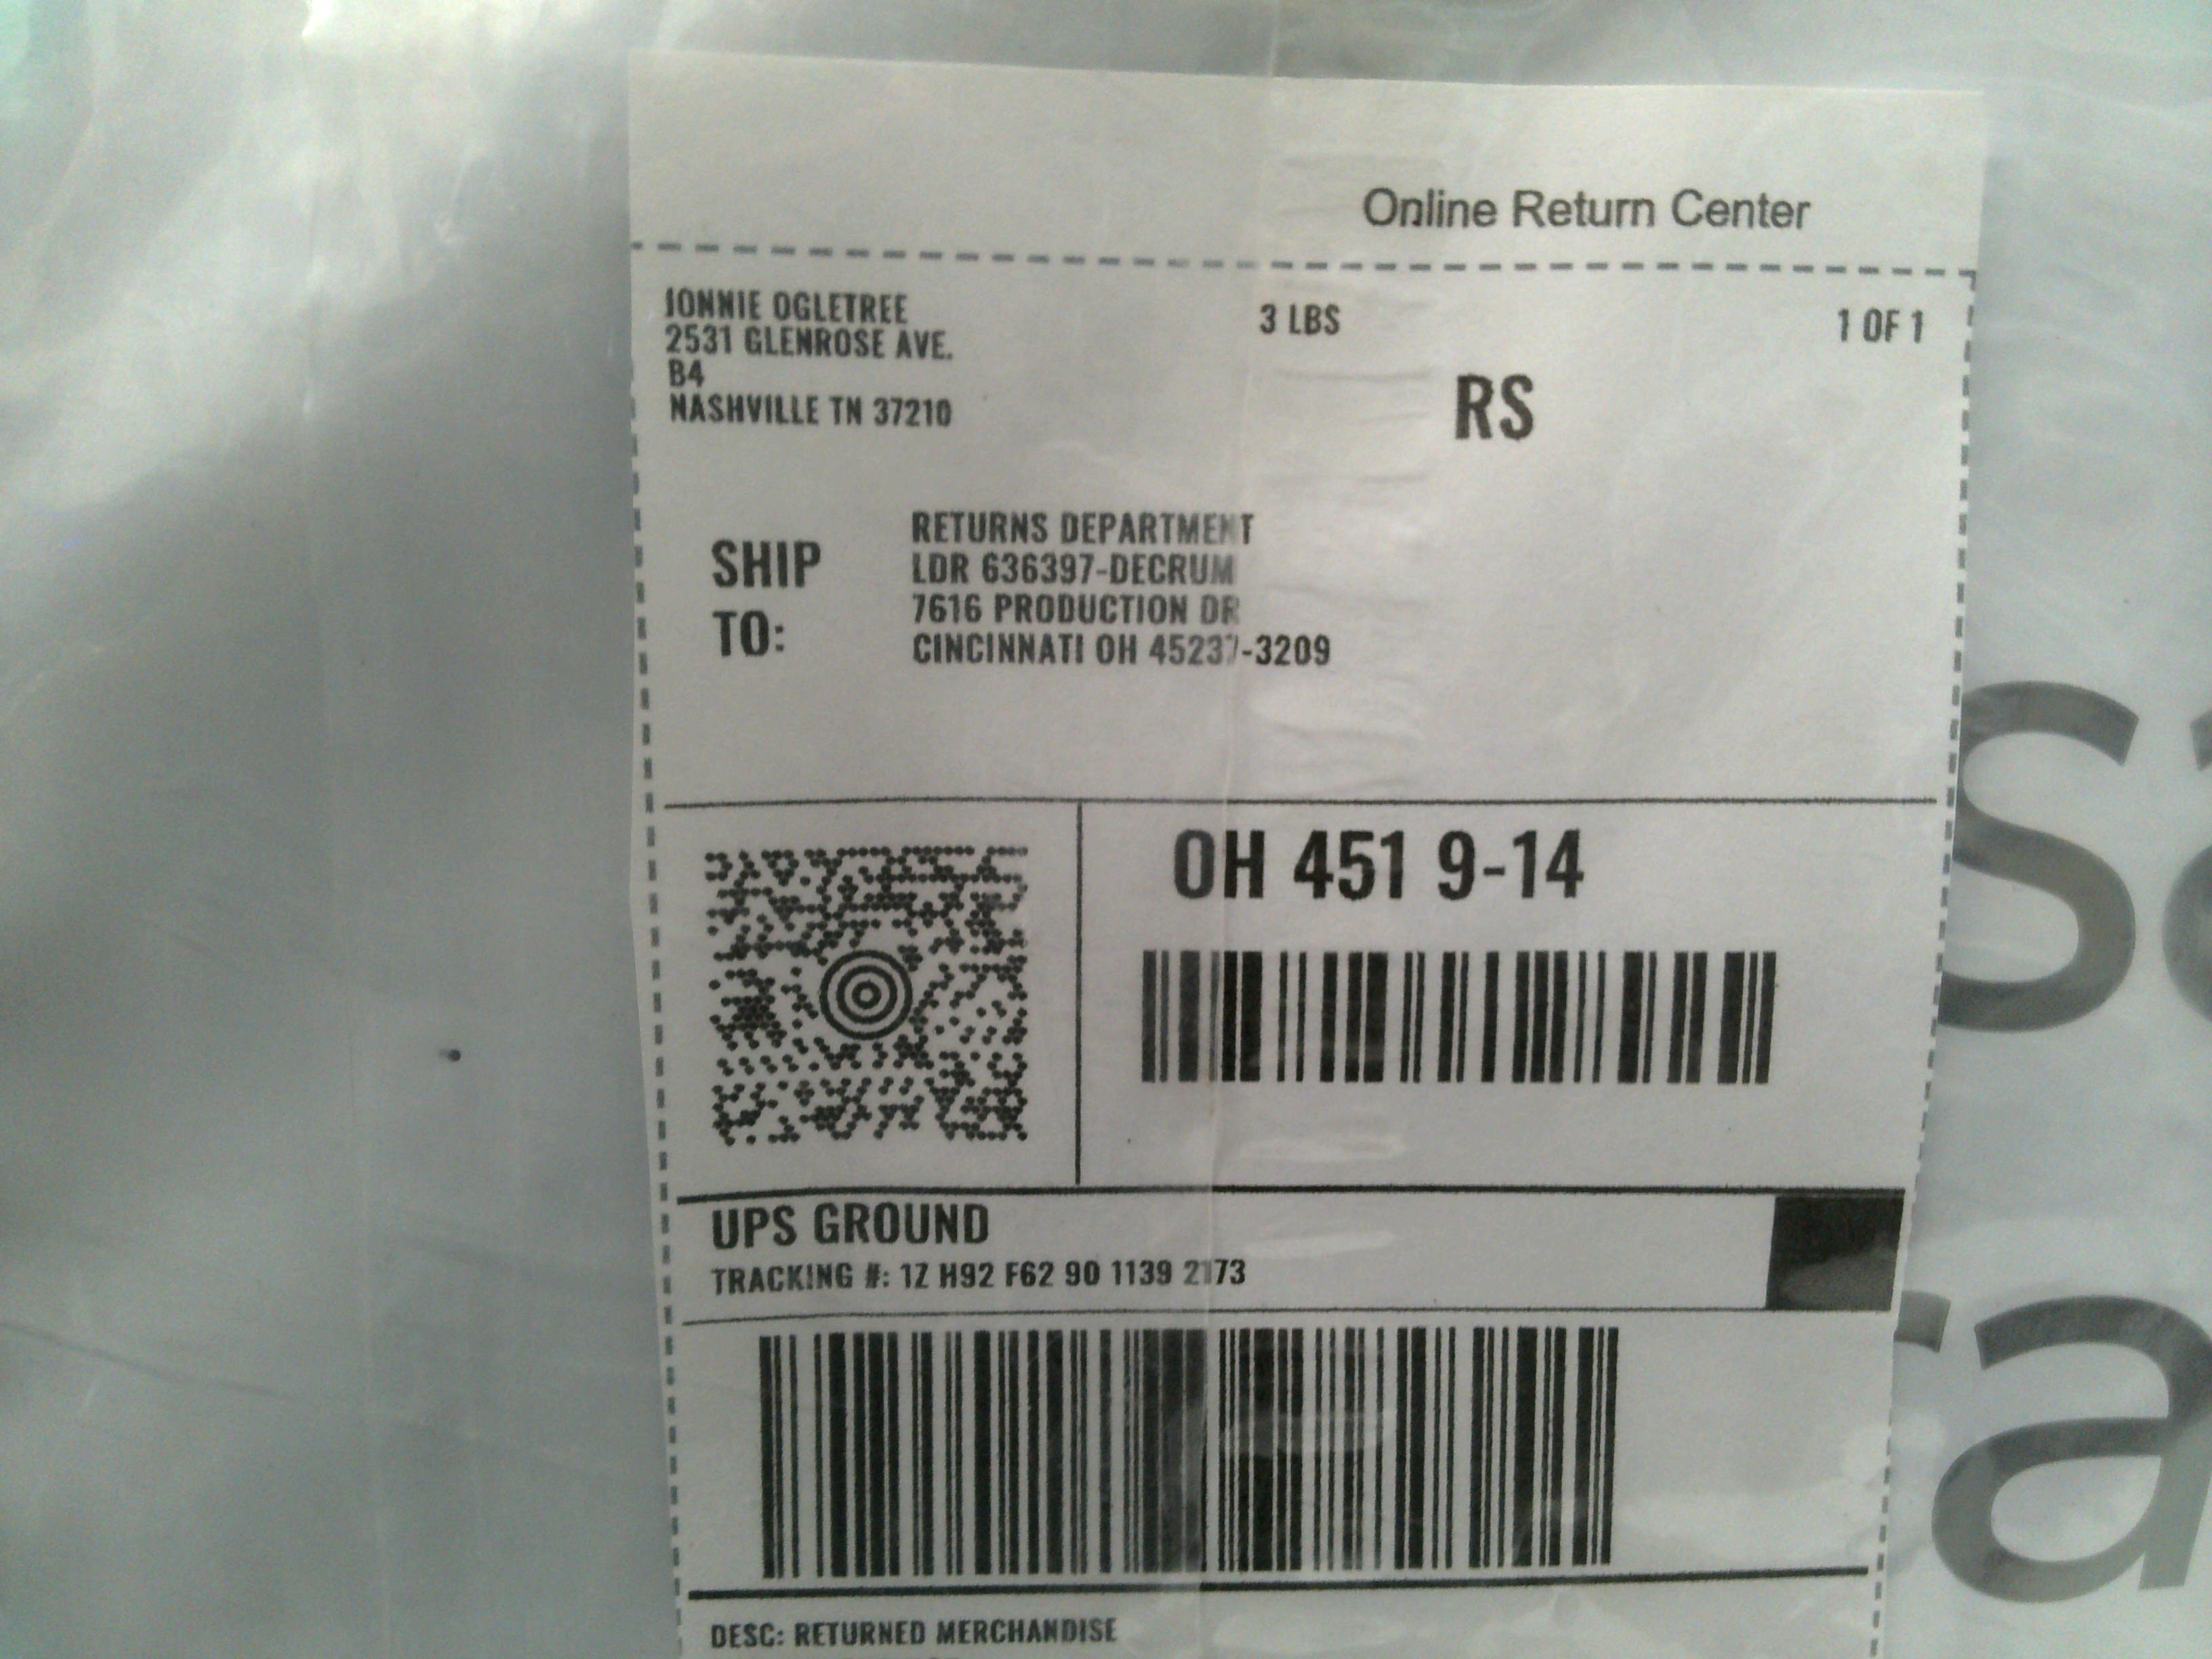 Online Return Center
JONNIE OGLETREE
2531 GLENROSE AVE.
B4
NASHVILLE TN 37210
3 LBS
1 OF 1
RS
SHIP TO:
RETURNS DEPARTMENT
LDR 636397-DECRUM
7616 PRODUCTION DR
CINCINNATI OH 45237-3209
OH 451 9-14
UPS GROUND
TRACKING #: 1Z H92 F62 90 1139 2173
DESC: RETURNED MERCHANDISE